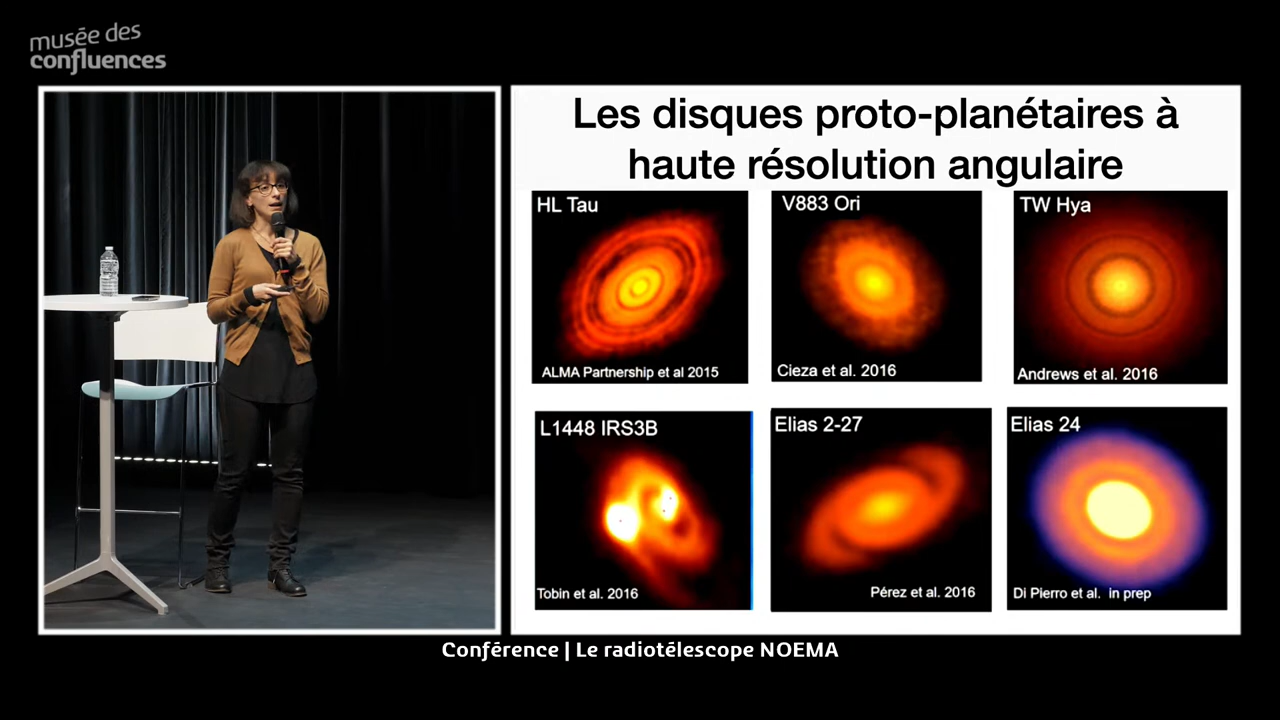 musée des
confluences
Les disques proto-planétaires à
haute résolution angulaire
HL Tau
ALMA Partnership et al 2015
V883 Ori
Cieza et al. 2016
TW Hya
Andrews et al. 2016
L1448 IRS3B
Tobin et al. 2016
Elias 2-27
Pérez et al. 2016
Elias 24
Di Pierro et al. in prep
Conférence | Le radiotélescope NOEMA